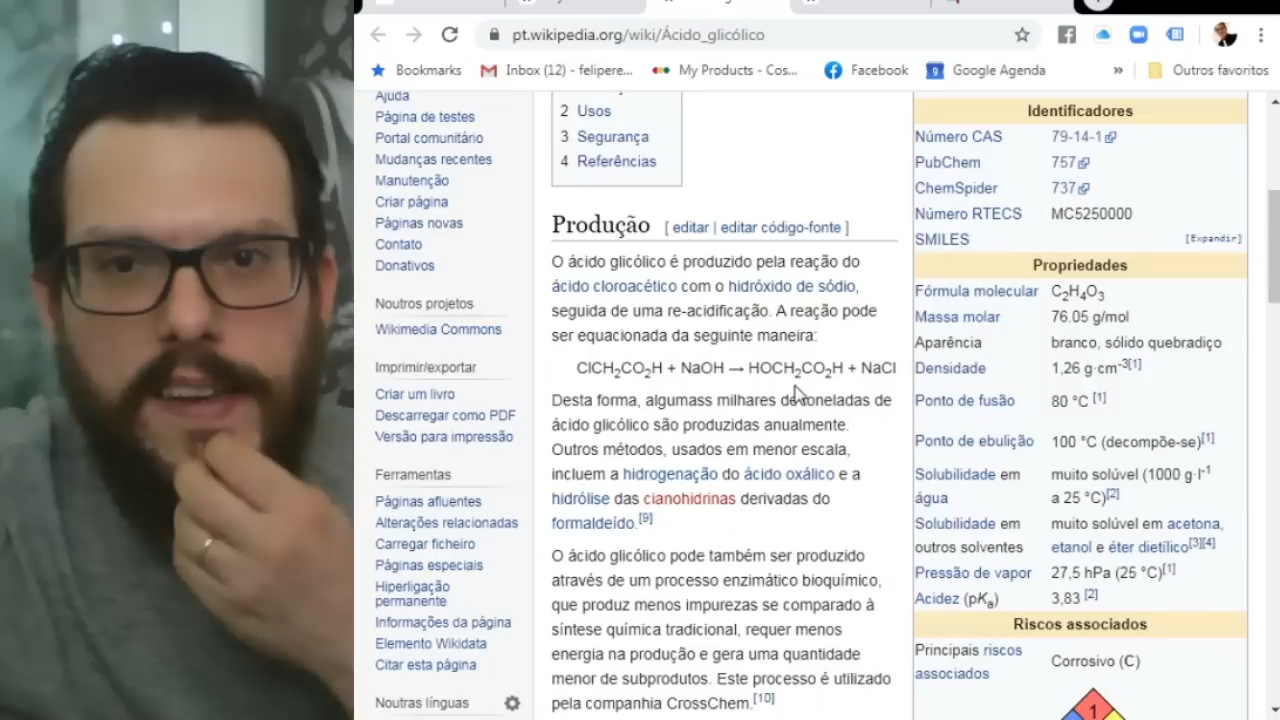 pt.wikipedia.org/wiki/Ácido_glicólico
Bookmarks
Inbox (12) - felipere...
My Products - Cos...
Facebook
9
Google Agenda
»
Outros favoritos
Ajuda
Página de testes
Portal comunitário
Mudanças recentes
Manutenção
Criar página
Páginas novas
Contato
Donativos
Noutros projetos
Wikimedia Commons
Imprimir/exportar
Criar um livro
Descarregar como PDF
Versão para impressão
Ferramentas
Páginas afluentes
Alterações relacionadas
Carregar ficheiro
Páginas especiais
Hiperligação
permanente
Informações da página
Elemento Wikidata
Citar esta página
Noutras línguas
2 Usos
3 Segurança
4 Referências
Produção [ editar | editar código-fonte ]
O ácido glicólico é produzido pela reação do
ácido cloroacético com o hidróxido de sódio,
seguida de uma re-acidificação. A reação pode
ser equacionada da seguinte maneira:
ClCH₂CO₂H + NaOH → HOCH₂CO₂H + NaCl
Desta forma, algumass milhares de toneladas de
ácido glicólico são produzidas anualmente.
Outros métodos, usados em menor escala,
incluem a hidrogenação do ácido oxálico e a
hidrólise das cianohidrinas derivadas do
formaldeído.[9]
O ácido glicólico pode também ser produzido
através de um processo enzimático bioquímico,
que produz menos impurezas se comparado à
síntese química tradicional, requer menos
energia na produção e gera uma quantidade
menor de subprodutos. Este processo é utilizado
pela companhia CrossChem.[10]
Identificadores
Número CAS 79-14-1
PubChem 757
ChemSpider 737
Número RTECS MC5250000
SMILES [Expandir]
Propriedades
Fórmula molecular C₂H₄O₃
Massa molar 76.05 g/mol
Aparência branco, sólido quebradiço
Densidade 1,26 g·cm⁻³[1]
Ponto de fusão 80 °C [1]
Ponto de ebulição 100 °C (decompõe-se)[1]
Solubilidade em muito solúvel (1000 g·l⁻¹
água a 25 °C)[2]
Solubilidade em muito solúvel em acetona,
outros solventes etanol e éter dietílico[3][4]
Pressão de vapor 27,5 hPa (25 °C)[1]
Acidez (pKa) 3,83 [2]
Riscos associados
Principais riscos
associados Corrosivo (C)
1